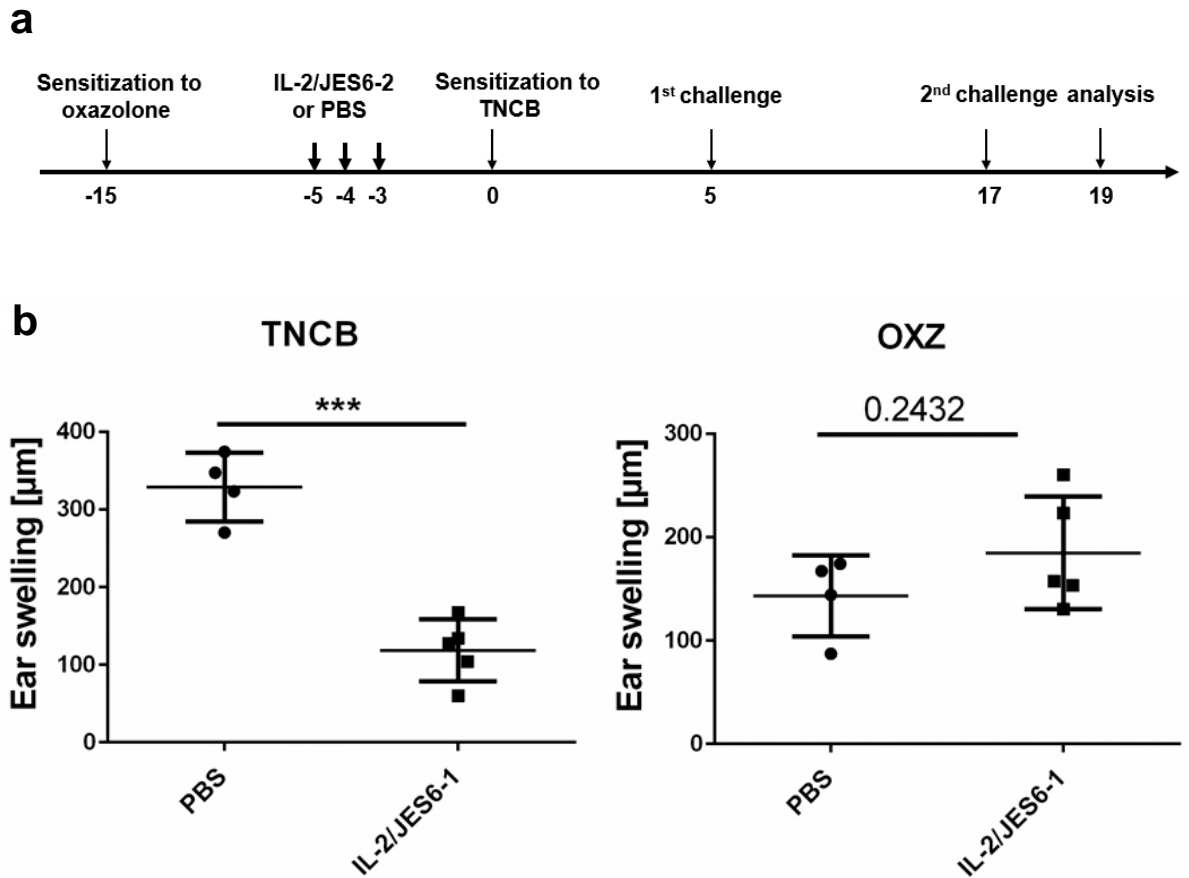 a
Sensitization to
oxazolone
IL-2/JES6-2
or PBS
Sensitization to
TNCB
1st challenge
2nd challenge analysis
-15
-5 -4 -3
0
5
17
19
b
TNCB
***
Ear swelling [µm]
400
300
200
100
0
PBS
IL-2/JES6-1
OXZ
0.2432
Ear swelling [µm]
300
200
100
0
PBS
IL-2/JES6-1